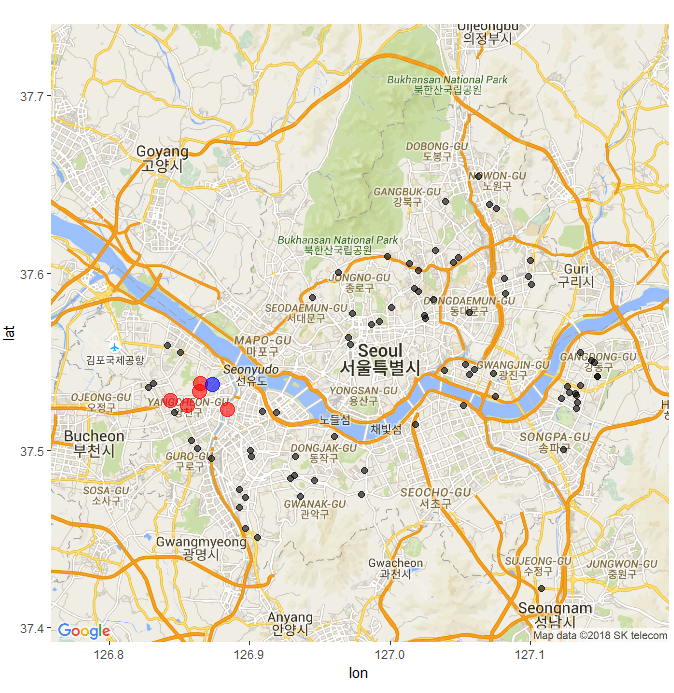 Uijeongbu
의정부시
37.7
Bukhansan National Park
북한산국립공원
Goyang
고양시
DOBONG-GU
도봉구
NOWON-GU
노원구
GANGBUK-GU
강북구
Bukhansan National Park
북한산국립공원
37.6
JONGNO-GU
종로구
Guri
구리시
SEODAEMUN-GU
서대문구
DONGDAEMUN-GU
동대문구
MAPO-GU
마포구
lat
김포국제공항
Seoul
서울특별시
GANGDONG-GU
강동구
Seonyudo
선유도
GWANGJIN-GU
광진구
YONGSAN-GU
용산구
OJEONG-GU
오정구
YANGCHEON-GU
양천구
노들섬
채빛섬
Bucheon
부천시
37.5
SONGPA-GU
송파구
DONGJAK-GU
동작구
GURO-GU
구로구
SOSA-GU
소사구
SEOCHO-GU
서초구
GWANAK-GU
관악구
Gwangmyeong
광명시
Gwacheon
과천시
SUJEONG-GU
수정구
JUNGWON-GU
중원구
Seongnam
성남시
Anyang
안양시
37.4
Google
Map data ©2018 SK telecom
126.8 126.9 127.0 127.1
lon